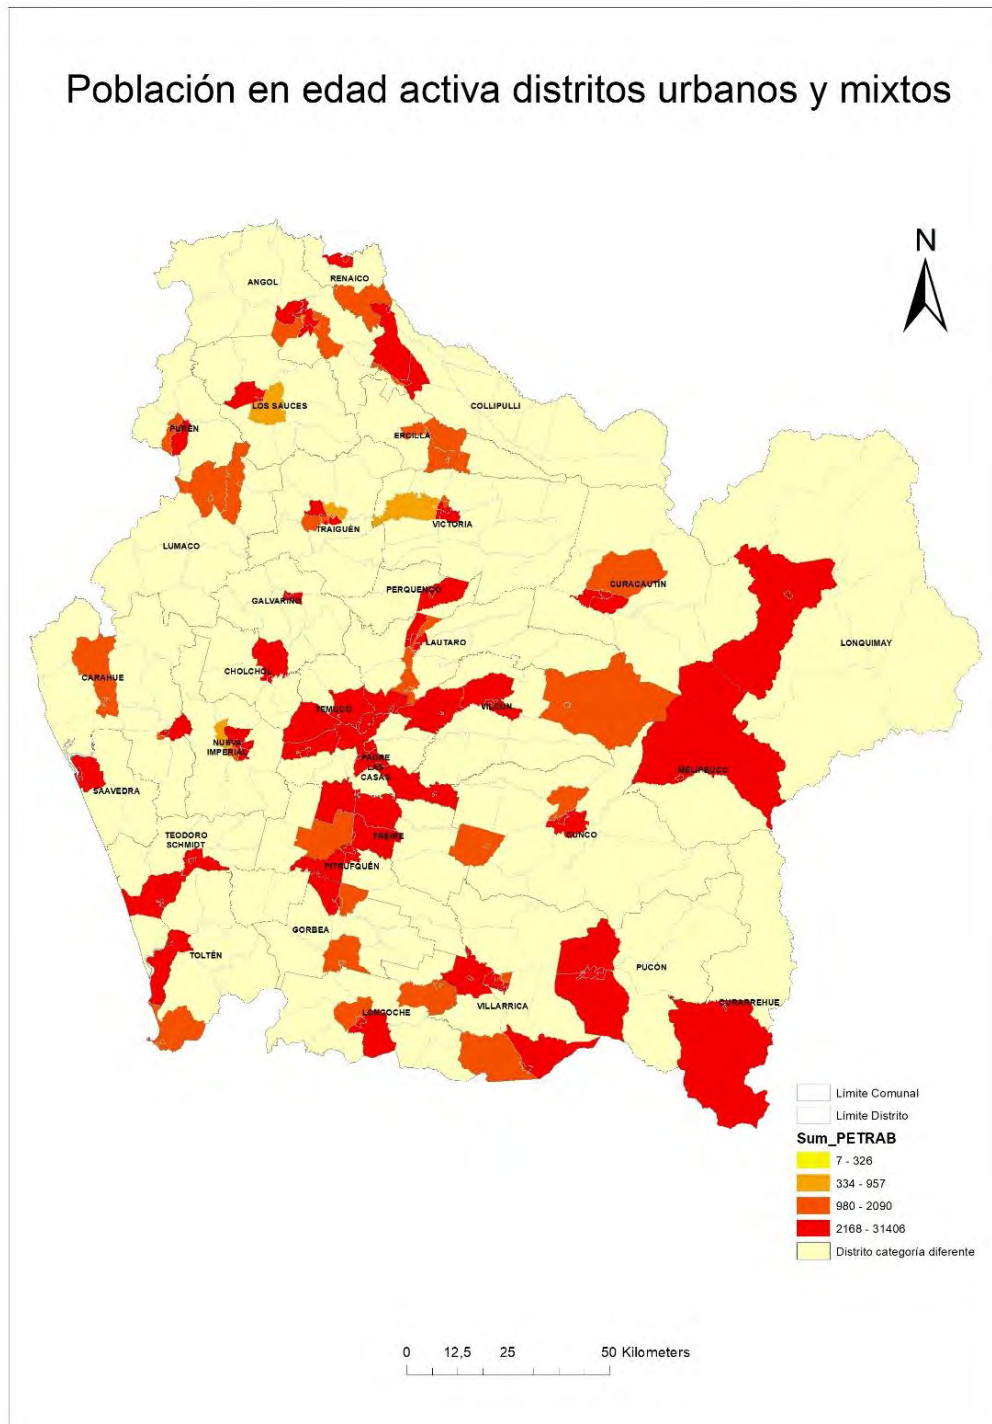 Población en edad activa distritos urbanos y mixtos
N
RENAICO
ANGOL
LOS SAUCES
COLLIPULLI
PURÉN
ERCILLA
TRAIGUÉN
VICTORIA
LUMACO
CURACAUTÍN
PERQUENCO
GALVARINO
LAUTARO
LONQUIMAY
CHOLCHOL
CARAHUE
TEMUCO
VILCÚN
NUEVA
IMPERIAL
PADRE
LAS
CASAS
MELIPEUCO
SAAVEDRA
TEODORO
SCHMIDT
FREIRE
CUNCO
PITRUFQUÉN
GORBEA
TOLTÉN
PUCÓN
VILLARRICA
CURARREHUE
LONCOCHE
Límite Comunal
Límite Distrito
Sum_PETRAB
7 - 326
334 - 957
980 - 2090
2168 - 31406
Distrito categoría diferente
0 12,5 25 50 Kilometers